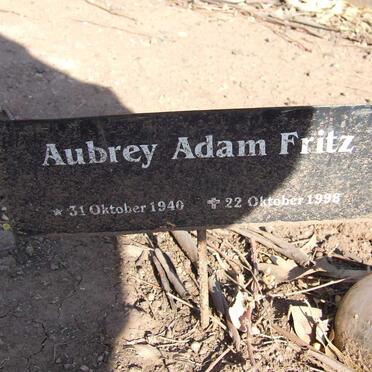 Aubrey Adam Fritz
* 31 Oktober 1940 ✝ 22 Oktober 1998